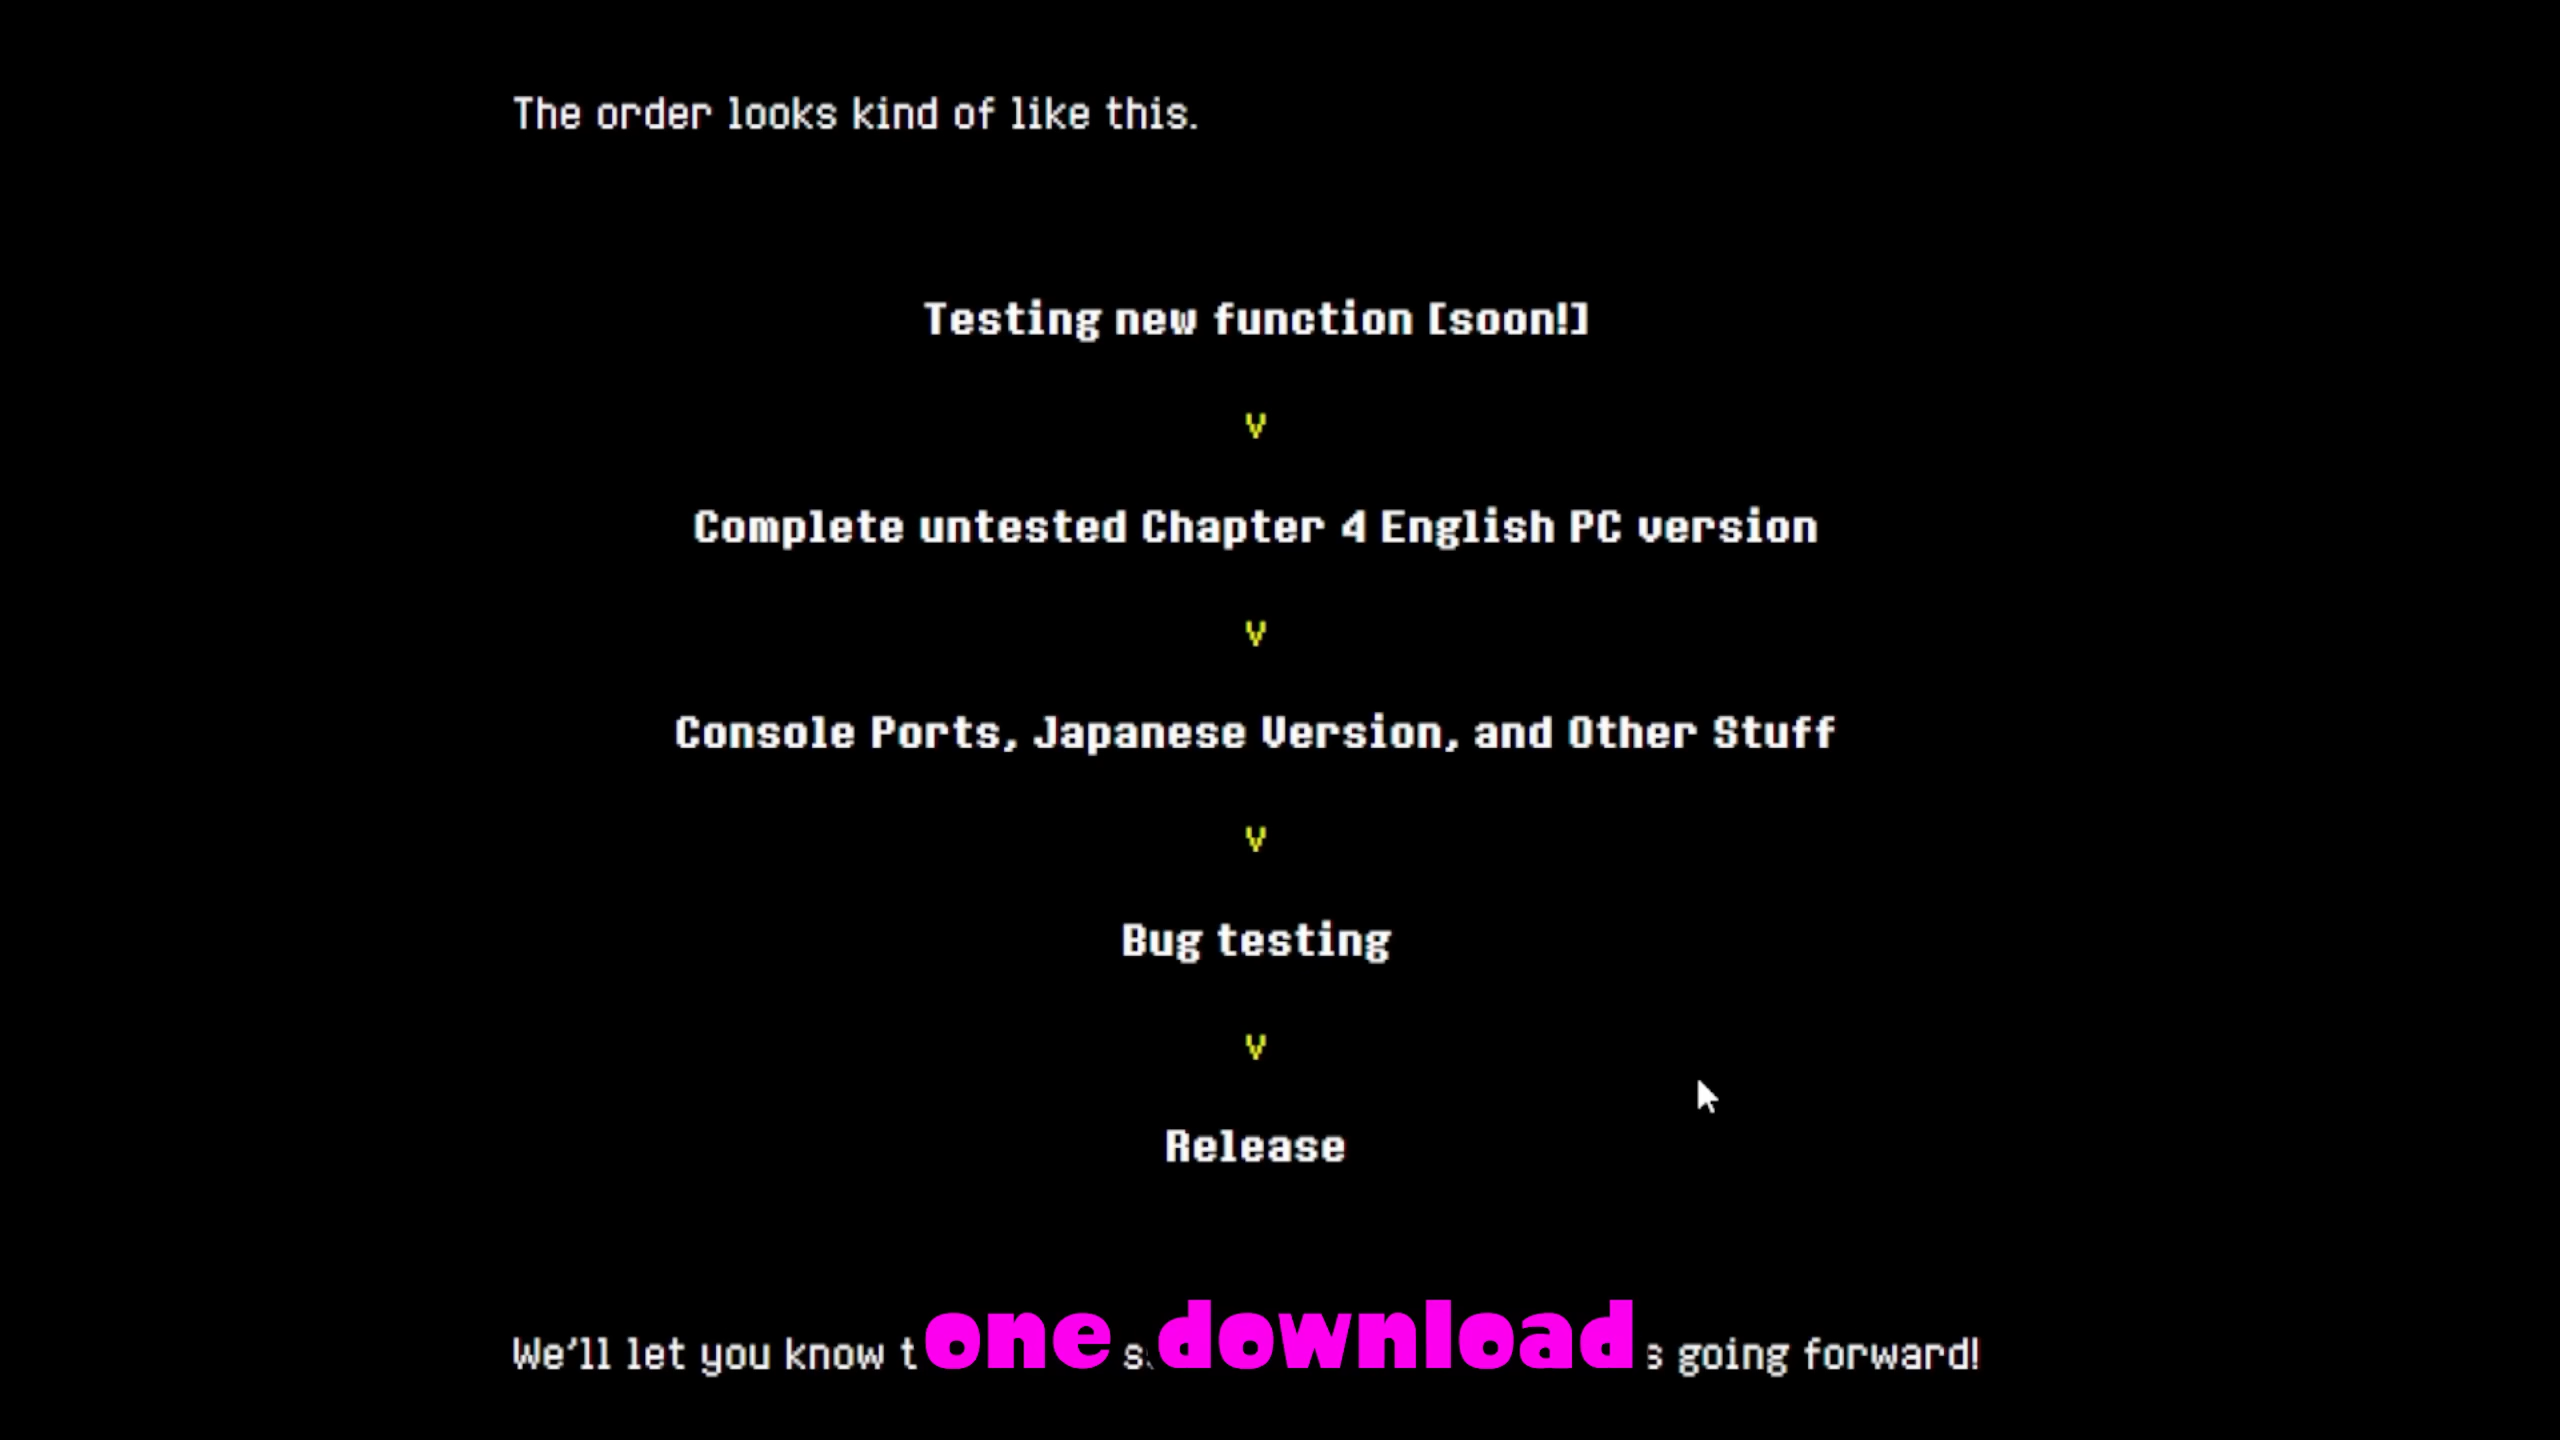 The order looks kind of like this.
Testing new function [soon!]
v
Complete untested Chapter 4 English PC version
v
Console Ports, Japanese Version, and Other Stuff
v
Bug testing
v
Release
We'll let you know going forward!
one download